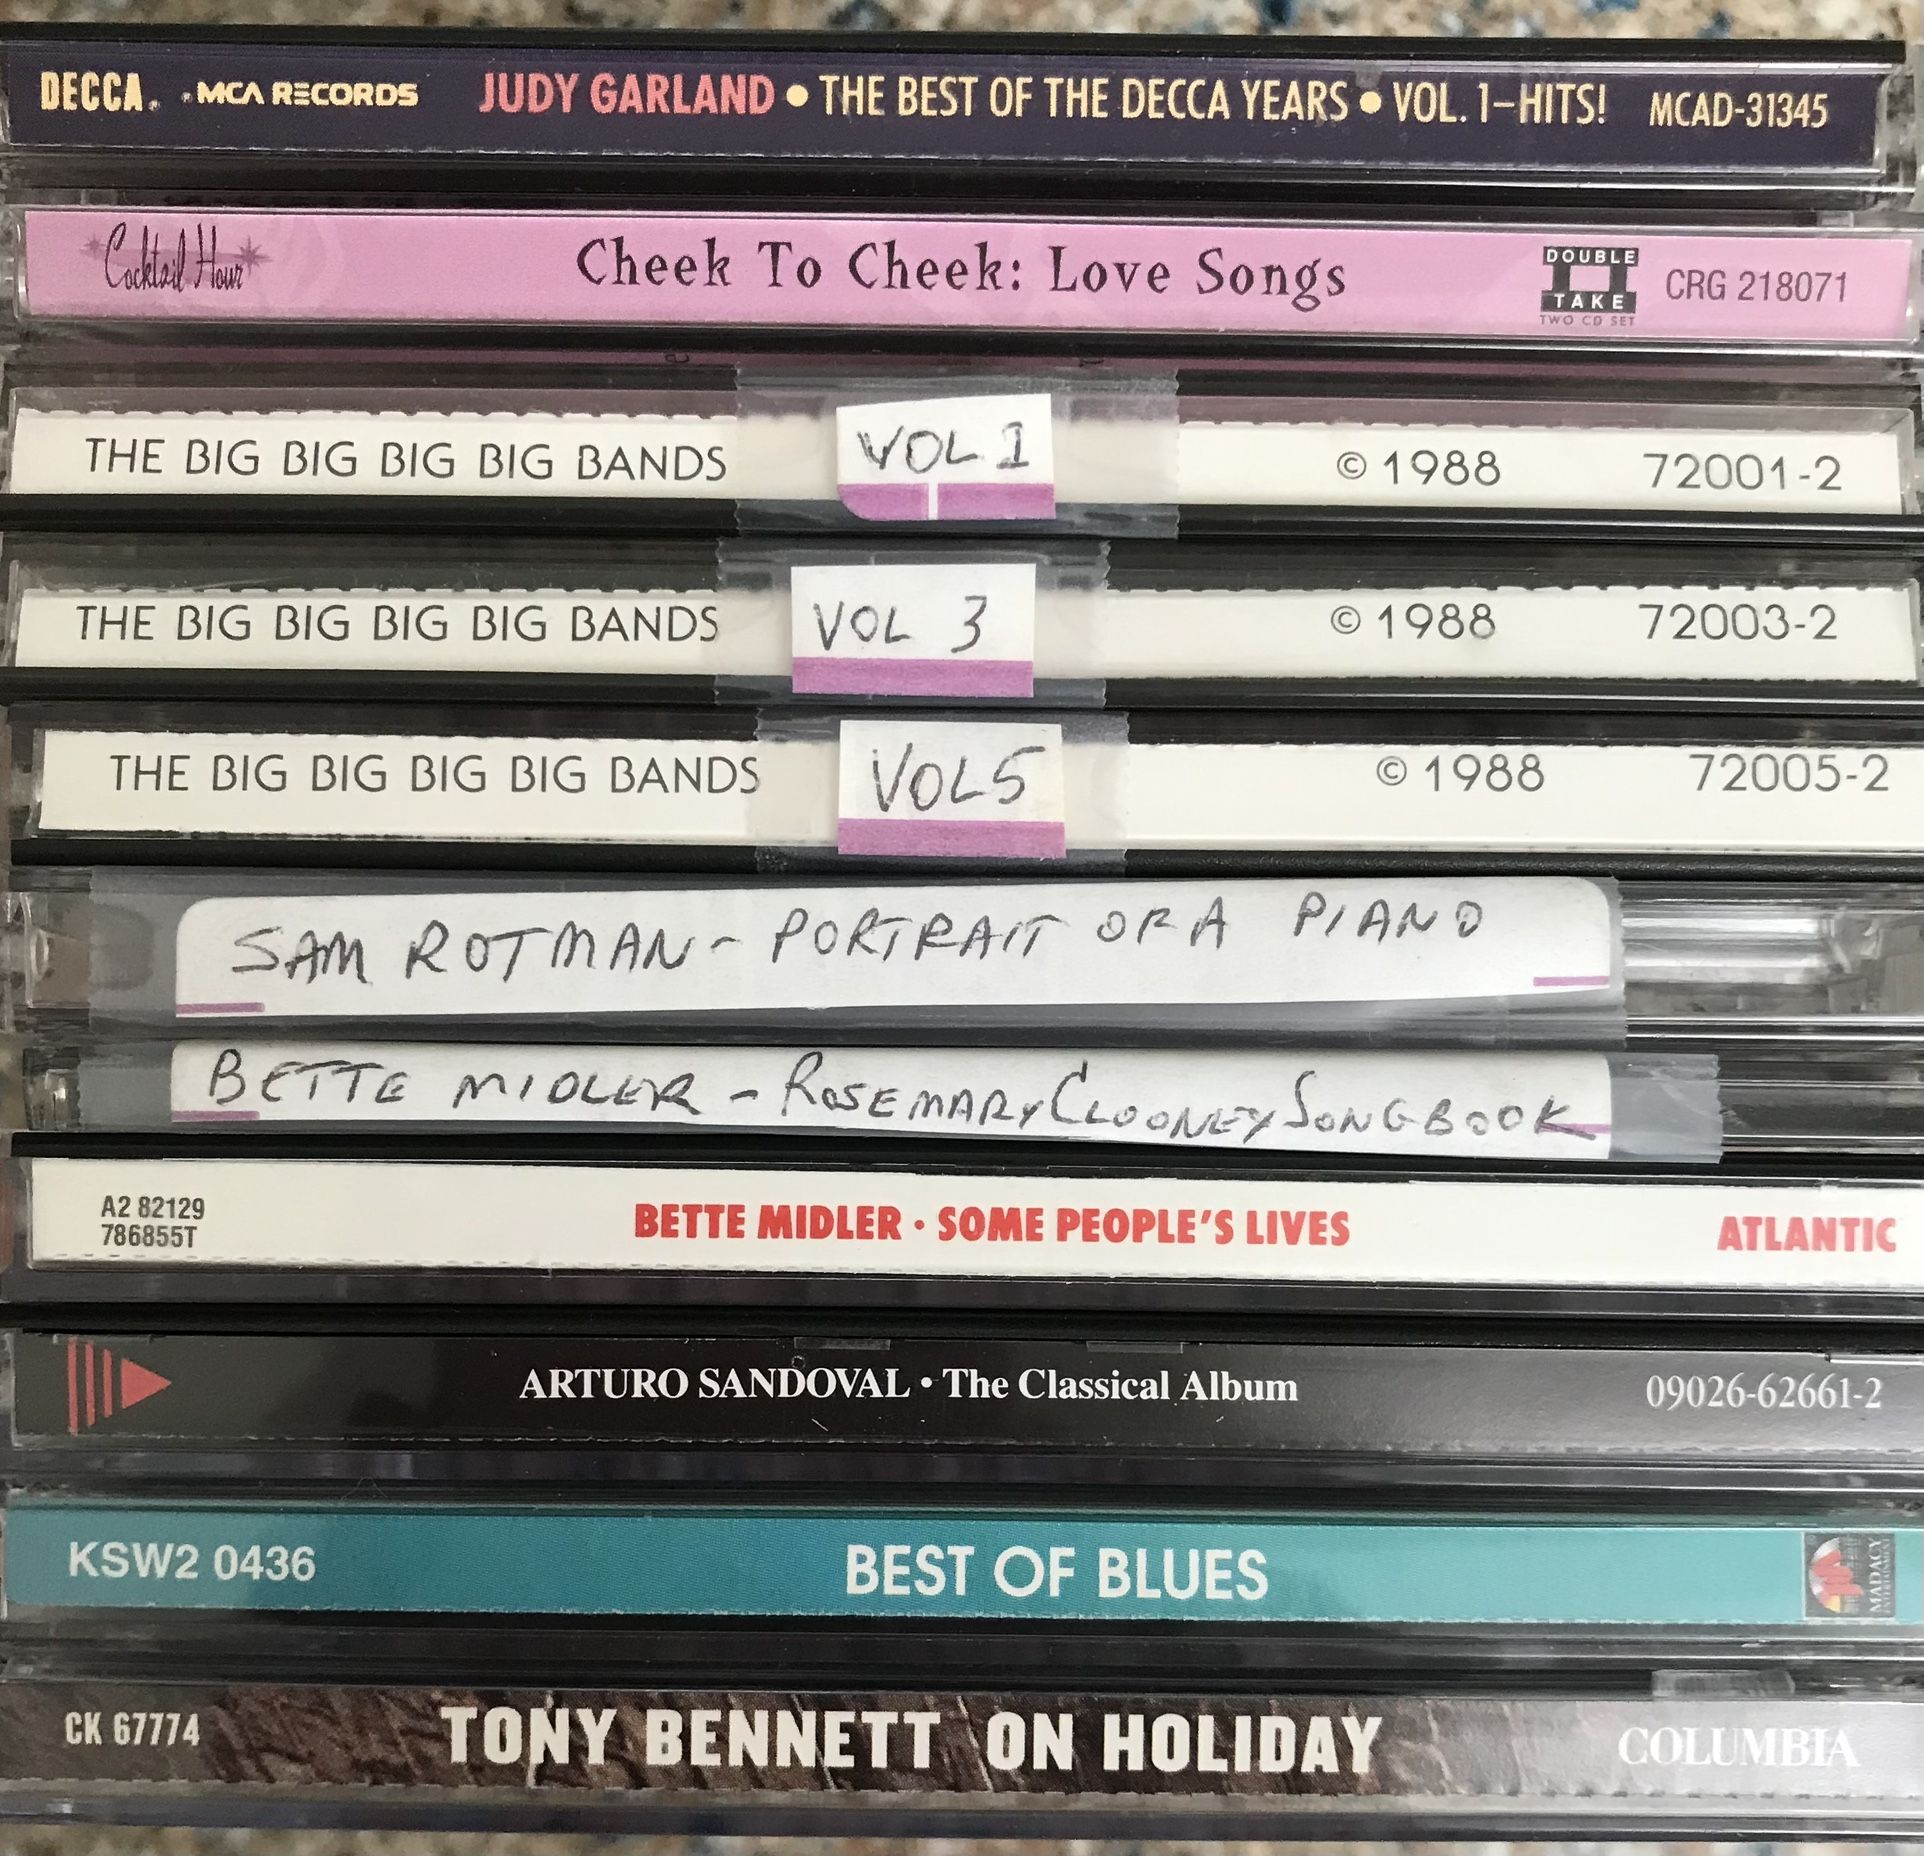 DECCA. MCA RECORDS JUDY GARLAND • THE BEST OF THE DECCA YEARS • VOL. 1–HITS! MCAD-31345
Cocktail Hour Cheek To Cheek: Love Songs DOUBLE TAKE TWO CD SET CRG 218071
THE BIG BIG BIG BIG BANDS VOL 1 © 1988 72001-2
THE BIG BIG BIG BIG BANDS VOL 3 © 1988 72003-2
THE BIG BIG BIG BIG BANDS VOL 5 © 1988 72005-2
SAM ROTMAN - PORTRAIT OF A PIANO
BETTE MIDLER - ROSEMARY CLOONEY SONGBOOK
A2 82129
786855T
BETTE MIDLER · SOME PEOPLE'S LIVES ATLANTIC
ARTURO SANDOVAL • The Classical Album 09026-62661-2
KSW2 0436 BEST OF BLUES MADACY
CK 67774 TONY BENNETT ON HOLIDAY COLUMBIA